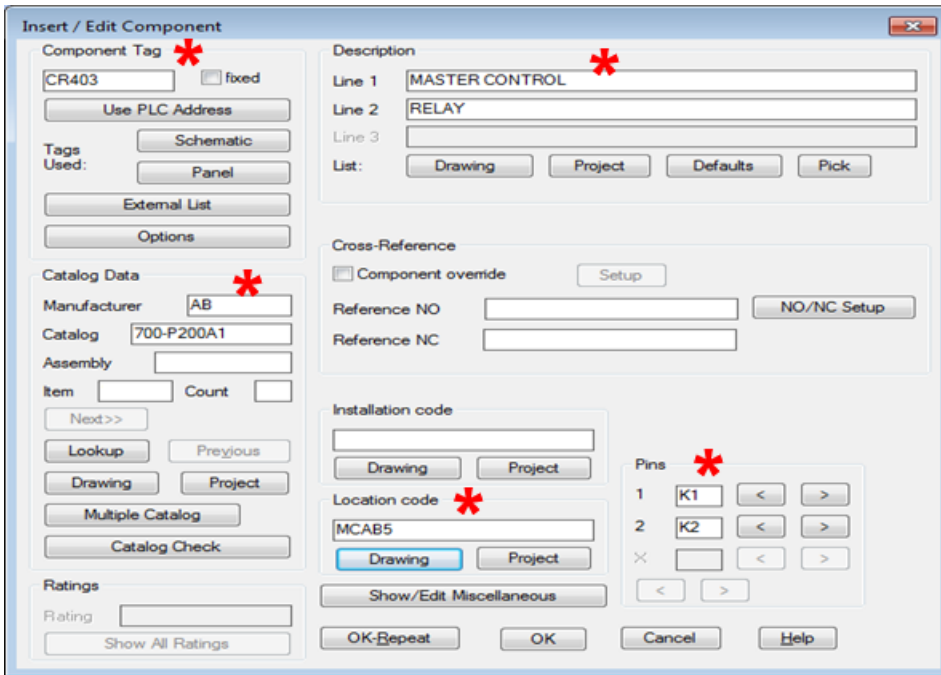 Insert / Edit Component
Component Tag *
CR403 fixed
Use PLC Address
Tags Used:
Schematic
Panel
External List
Options
Catalog Data *
Manufacturer AB
Catalog 700-P200A1
Assembly
Item Count
Next>>
Lookup Previous
Drawing Project
Multiple Catalog
Catalog Check
Ratings
Rating
Show All Ratings
Description *
Line 1 MASTER CONTROL
Line 2 RELAY
Line 3
List: Drawing Project Defaults Pick
Cross-Reference
Component override Setup
Reference NO NO/NC Setup
Reference NC
Installation code
Drawing Project
Location code *
MCAB5
Drawing Project
Show/Edit Miscellaneous
Pins *
1 K1 < >
2 K2 < >
X < >
< >
OK-Repeat OK Cancel Help